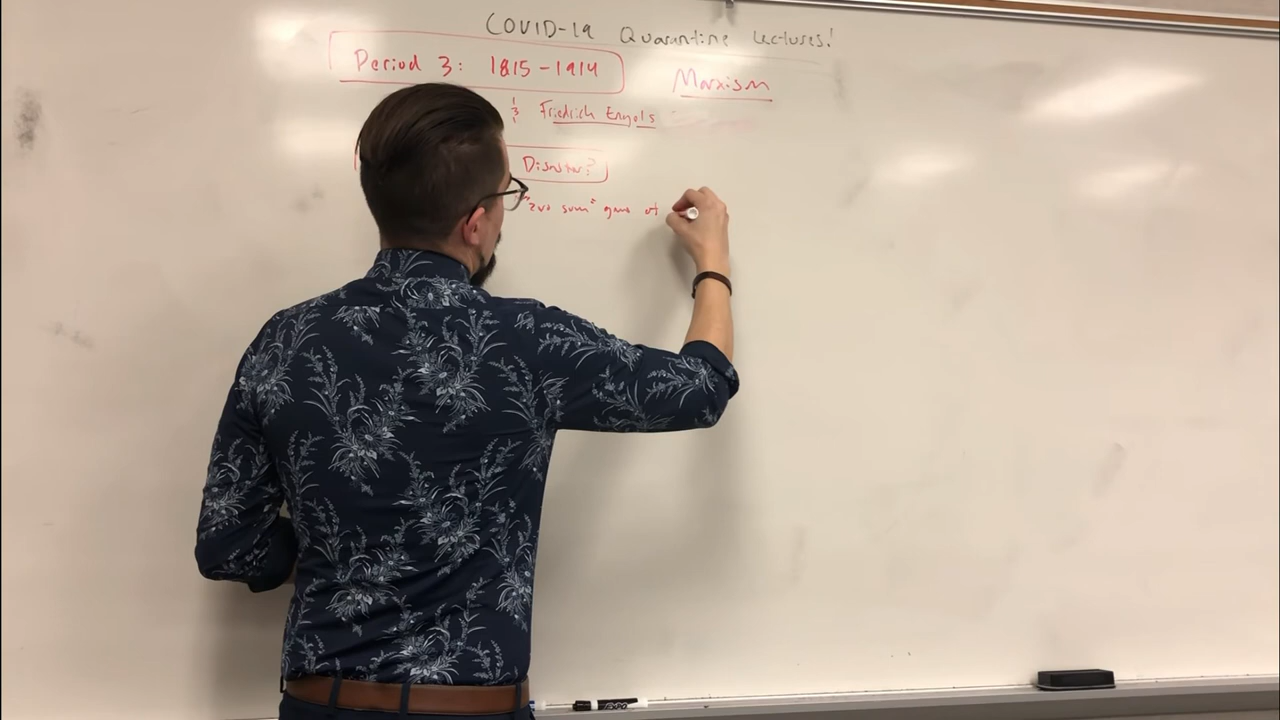 COVID-19 Quarantine Lectures!
Period 3: 1815-1914
Marxism
& Friedrich Engels
Disaster?
"zero sum" game of